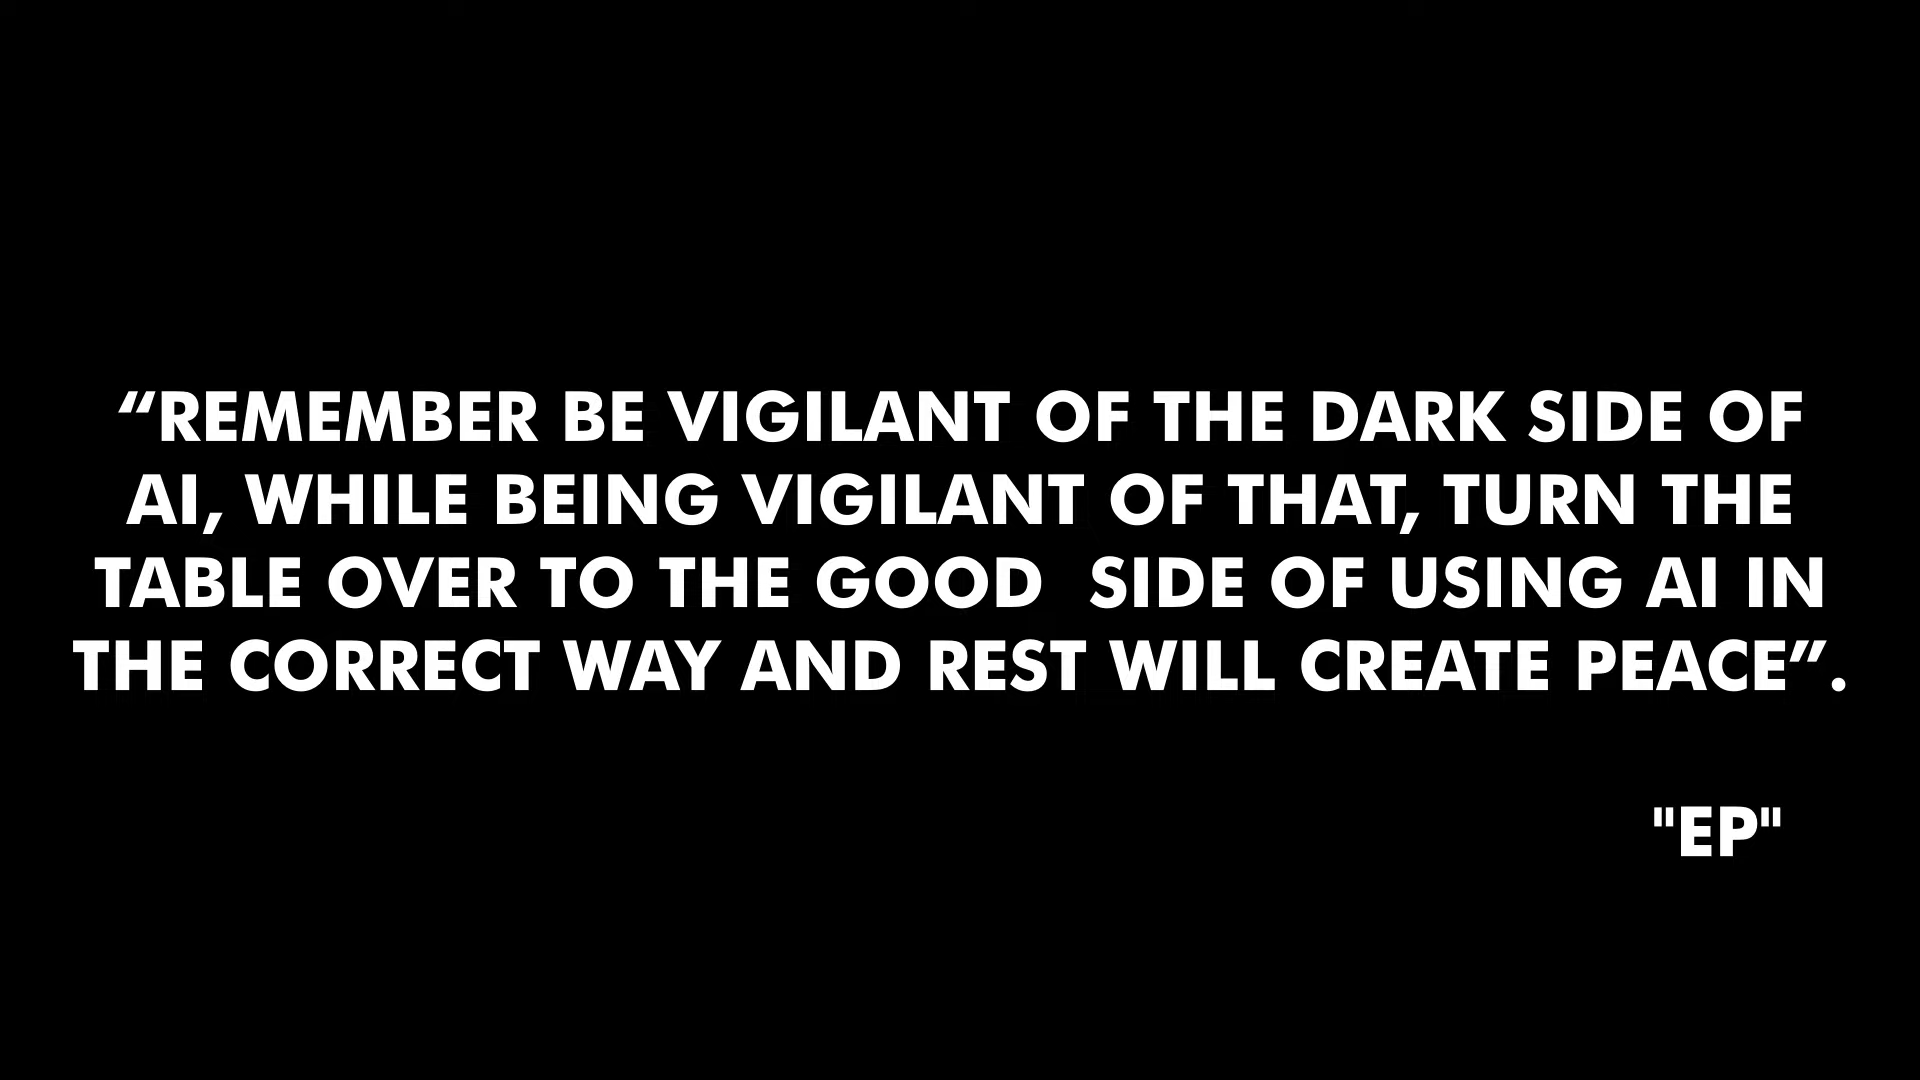 “REMEMBER BE VIGILANT OF THE DARK SIDE OF
AI, WHILE BEING VIGILANT OF THAT, TURN THE
TABLE OVER TO THE GOOD  SIDE OF USING AI IN
THE CORRECT WAY AND REST WILL CREATE PEACE”.
"EP"